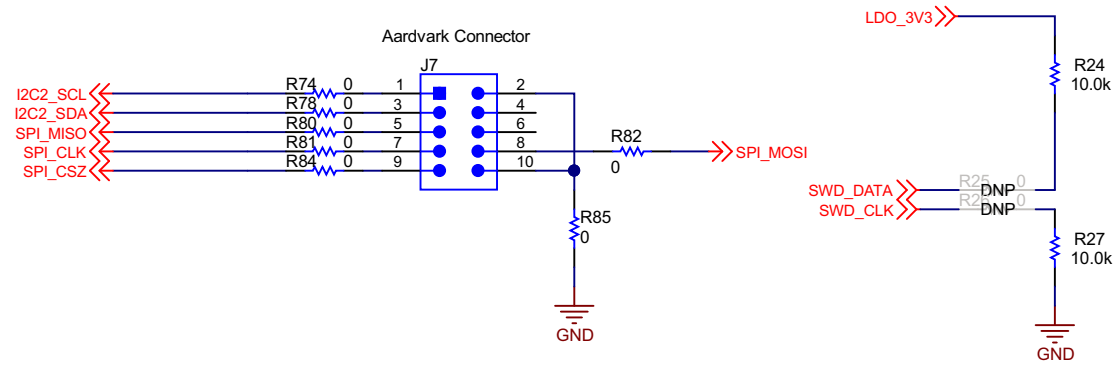 LDO_3V3
Aardvark Connector
J7
R24
10.0k
I2C2_SCL R74 0 1 2
I2C2_SDA R78 0 3 4
SPI_MISO R80 0 5 6
SPI_CLK R81 0 7 8 R82 0 SPI_MOSI
SPI_CSZ R84 0 9 10
SWD_DATA R25 DNP 0
SWD_CLK R26 DNP 0
R85
0
R27
10.0k
GND
GND